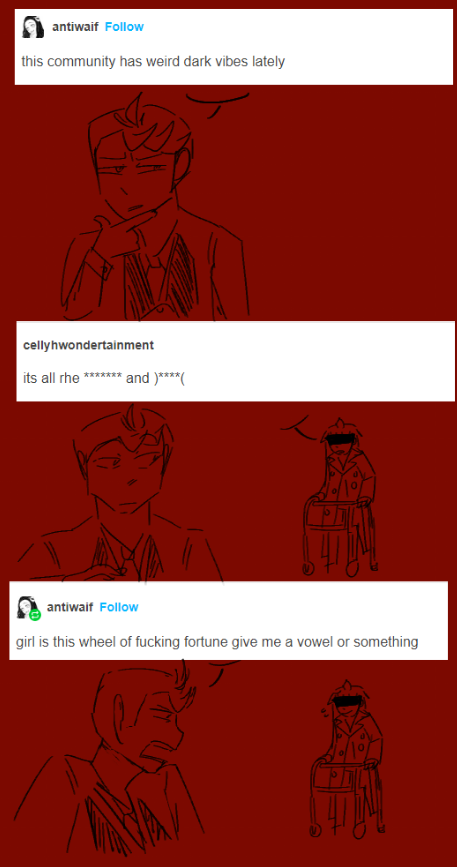 antiwaif Follow
this community has weird dark vibes lately
cellyhwondertainment
its all rhe ******* and )****(
antiwaif Follow
girl is this wheel of fucking fortune give me a vowel or something